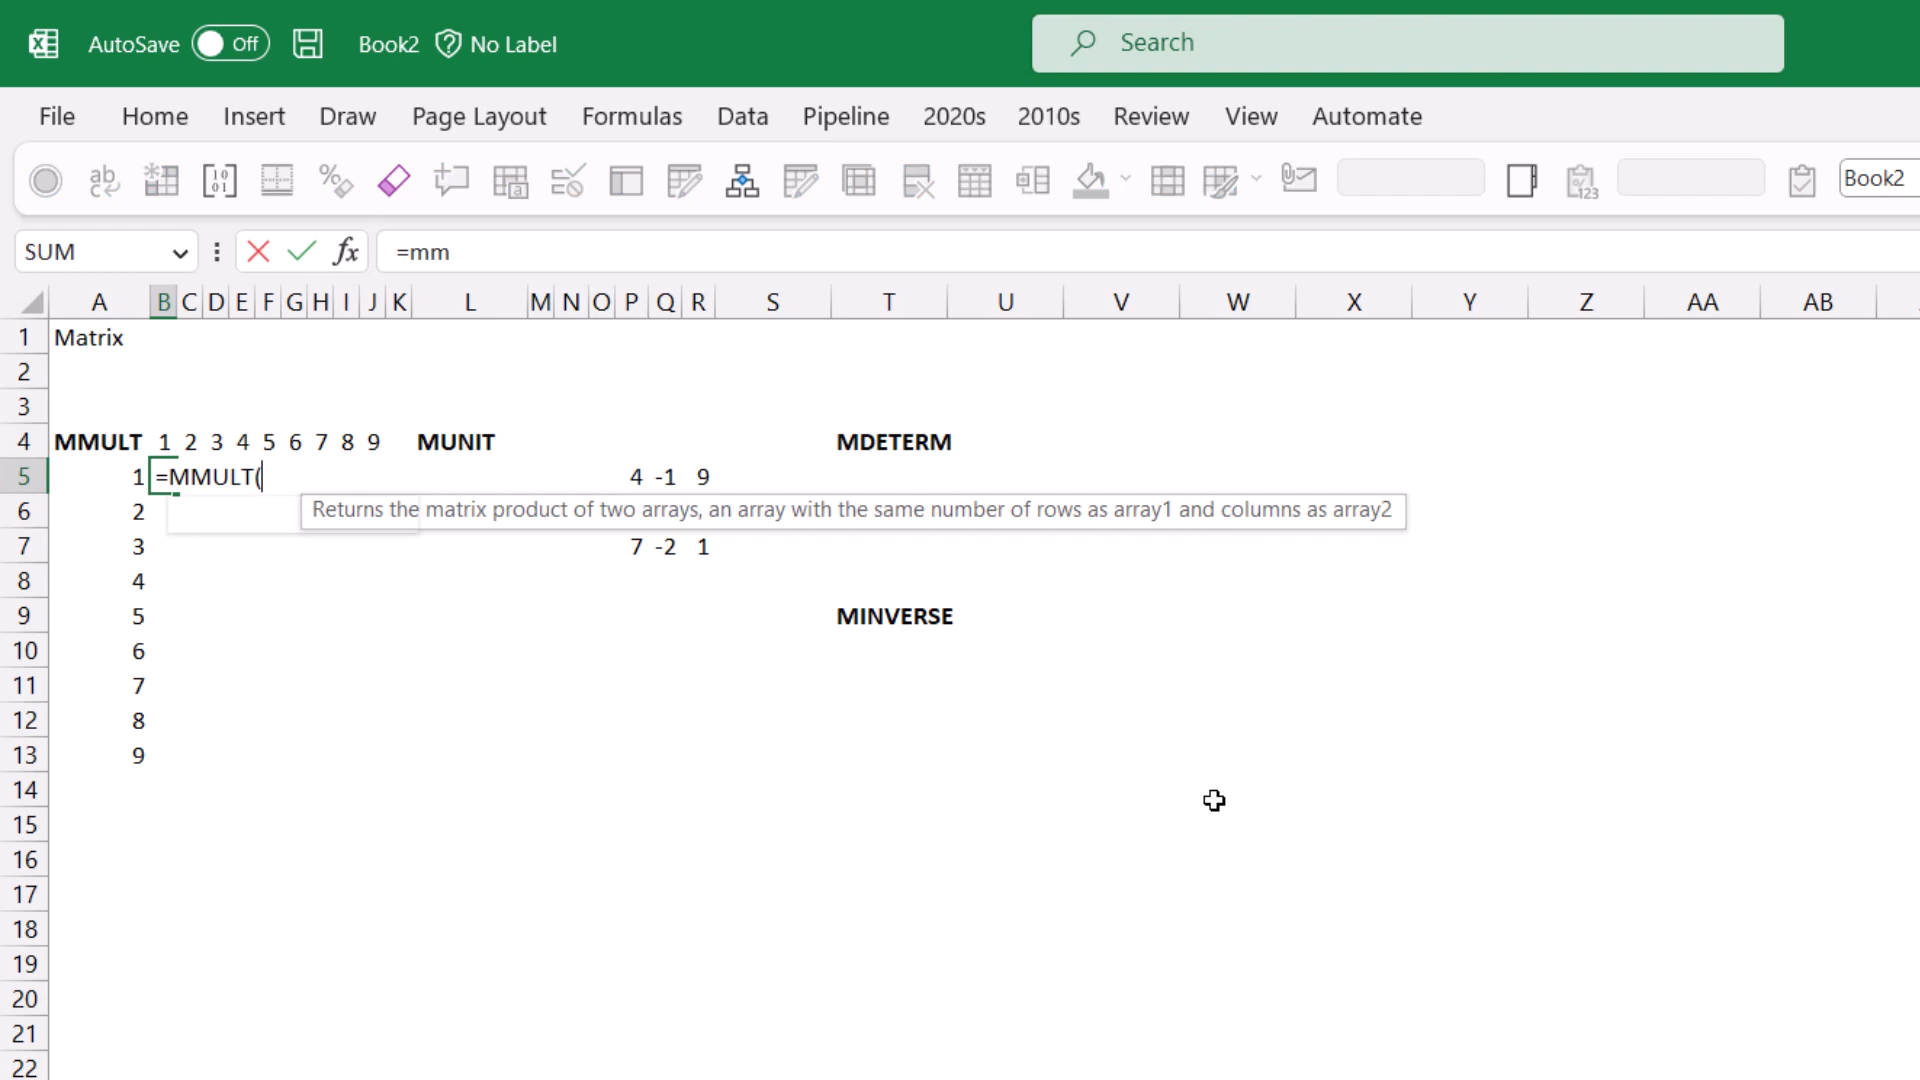 AutoSave Off Book2 No Label Search
File Home Insert Draw Page Layout Formulas Data Pipeline 2020s 2010s Review View Automate
Book2
SUM fx =mm
A B C D E F G H I J K L M N O P Q R S T U V W X Y Z AA AB
1 Matrix
2
3
4 MMULT 1 2 3 4 5 6 7 8 9 MUNIT MDETERM
5 1 =MMULT( 4 -1 9
6 2 Returns the matrix product of two arrays, an array with the same number of rows as array1 and columns as array2
7 3 7 -2 1
8 4
9 5 MINVERSE
10 6
11 7
12 8
13 9
14
15
16
17
18
19
20
21
22